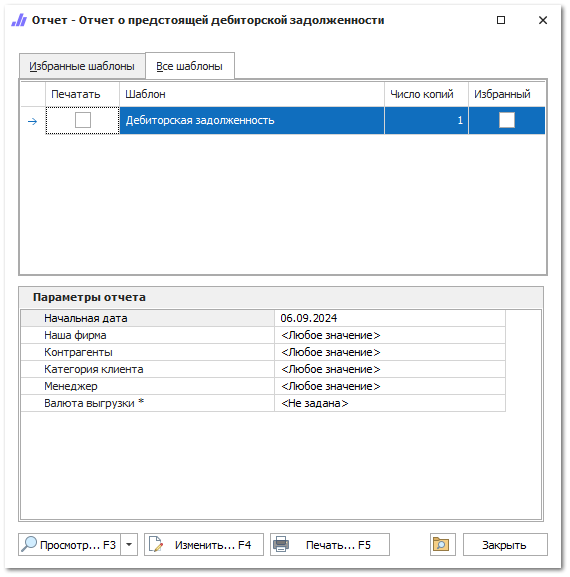 Отчет - Отчет о предстоящей дебиторской задолженности
Избранные шаблоны Все шаблоны
Печатать Шаблон Число копий Избранный
Дебиторская задолженность 1
Параметры отчета
Начальная дата 06.09.2024
Наша фирма <Любое значение>
Контрагенты <Любое значение>
Категория клиента <Любое значение>
Менеджер <Любое значение>
Валюта выгрузки * <Не задана>
Просмотр... F3 Изменить... F4 Печать... F5 Закрыть